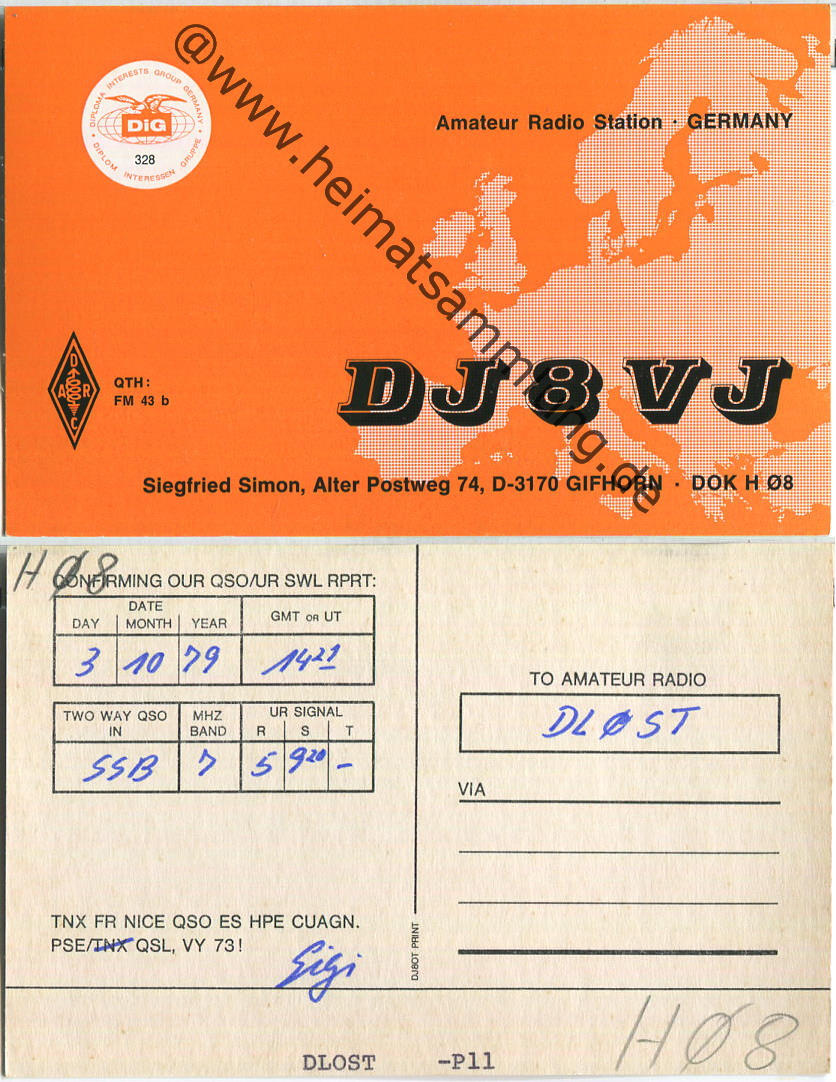 DIPLOMA INTERESTS GROUP GERMANY
DiG
328
DIPLOM INTERESSEN GRUPPE
@www.heimatsammlung.de
Amateur Radio Station · GERMANY
DARC
QTH:
FM 43 b
DJ8VJ
Siegfried Simon, Alter Postweg 74, D-3170 GIFHORN · DOK H Ø8
H Ø8
CONFIRMING OUR QSO/UR SWL RPRT:
DATE
DAY MONTH YEAR GMT OR UT
3 10 79 14 21
TWO WAY QSO IN MHZ BAND UR SIGNAL
R S T
SSB 7 5 9 20 –
TO AMATEUR RADIO
DLØST
VIA
TNX FR NICE QSO ES HPE CUAGN.
PSE/TNX QSL, VY 73!
Gigi
DJ8OT PRINT
DLOST -P11
HØ8